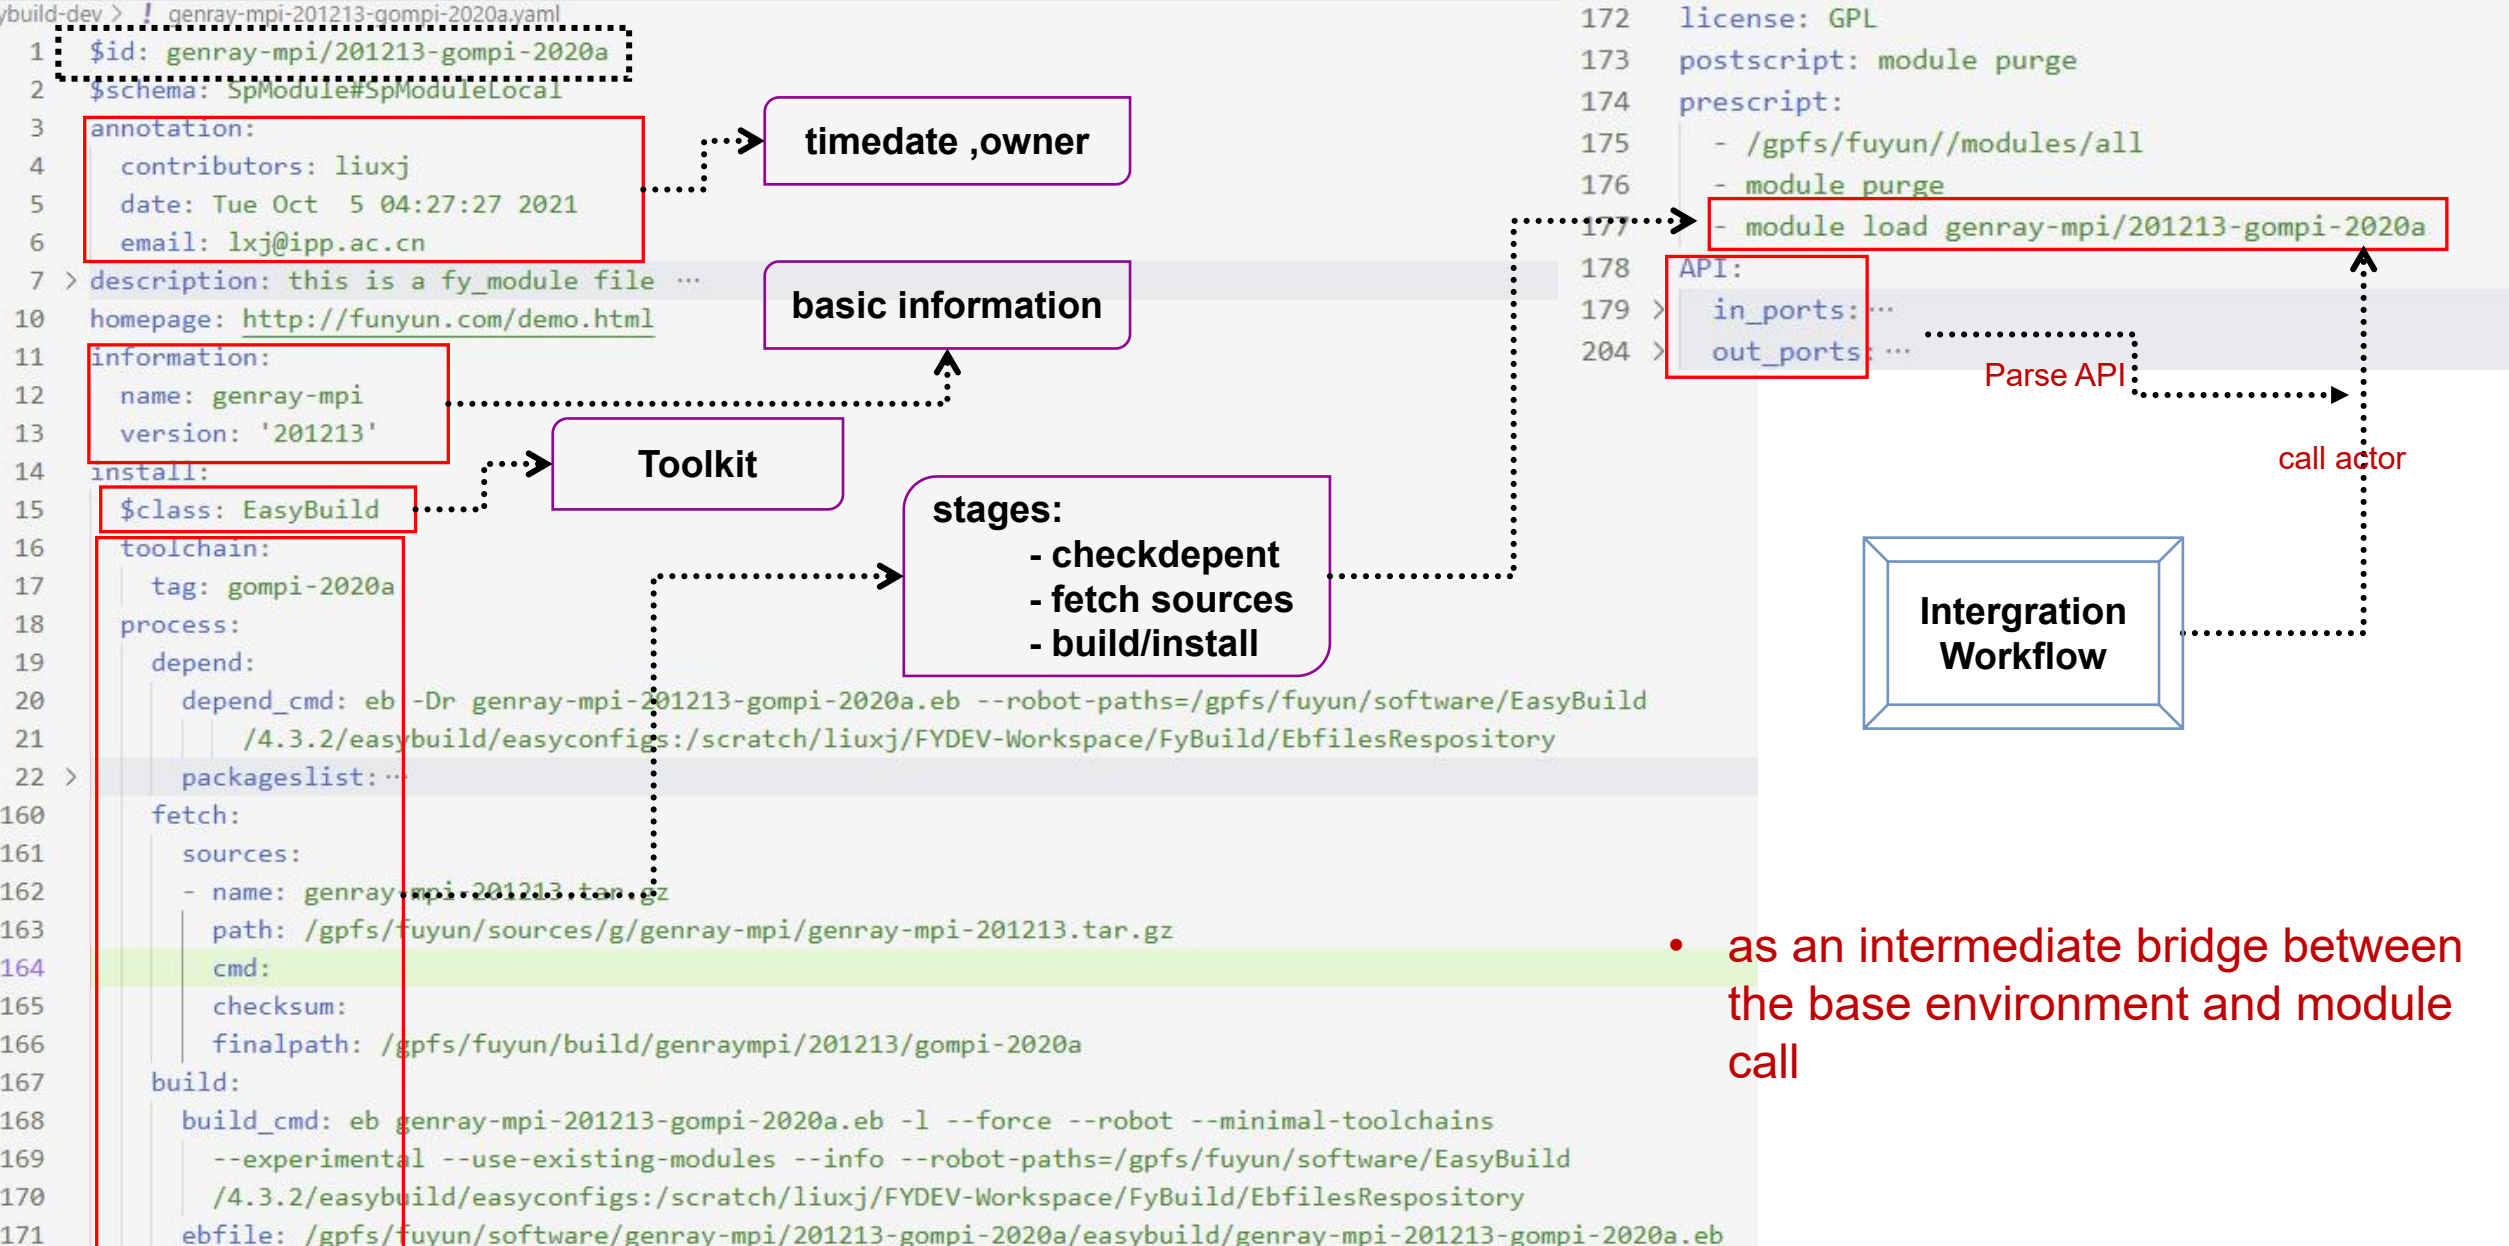 ybuild-dev > ! genray-mpi-201213-gompi-2020a.yaml
1 $id: genray-mpi/201213-gompi-2020a
2 $schema: SpModule#SpModuleLocal
3 annotation:
4 contributors: liuxj
5 date: Tue Oct  5 04:27:27 2021
6 email: lxj@ipp.ac.cn
7 > description: this is a fy_module file ···
10 homepage: http://funyun.com/demo.html
11 information:
12 name: genray-mpi
13 version: '201213'
14 install:
15 $class: EasyBuild
16 toolchain:
17 tag: gompi-2020a
18 process:
19 depend:
20 depend_cmd: eb -Dr genray-mpi-201213-gompi-2020a.eb --robot-paths=/gpfs/fuyun/software/EasyBuild
21 /4.3.2/easybuild/easyconfigs:/scratch/liuxj/FYDEV-Workspace/FyBuild/EbfilesRespository
22 > packageslist: ···
160 fetch:
161 sources:
162 - name: genray-mpi-201213.tar.gz
163 path: /gpfs/fuyun/sources/g/genray-mpi/genray-mpi-201213.tar.gz
164 cmd:
165 checksum:
166 finalpath: /gpfs/fuyun/build/genraympi/201213/gompi-2020a
167 build:
168 build_cmd: eb genray-mpi-201213-gompi-2020a.eb -l --force --robot --minimal-toolchains
169 --experimental --use-existing-modules --info --robot-paths=/gpfs/fuyun/software/EasyBuild
170 /4.3.2/easybuild/easyconfigs:/scratch/liuxj/FYDEV-Workspace/FyBuild/EbfilesRespository
171 ebfile: /gpfs/fuyun/software/genray-mpi/201213-gompi-2020a/easybuild/genray-mpi-201213-gompi-2020a.eb
timedate ,owner
basic information
Toolkit
stages:
- checkdepent
- fetch sources
- build/install
172 license: GPL
173 postscript: module purge
174 prescript:
175 - /gpfs/fuyun//modules/all
176 - module purge
177 - module load genray-mpi/201213-gompi-2020a
178 API:
179 > in_ports: ···
204 > out_ports: ···
Parse API
call actor
Intergration
Workflow
• as an intermediate bridge between
the base environment and module
call